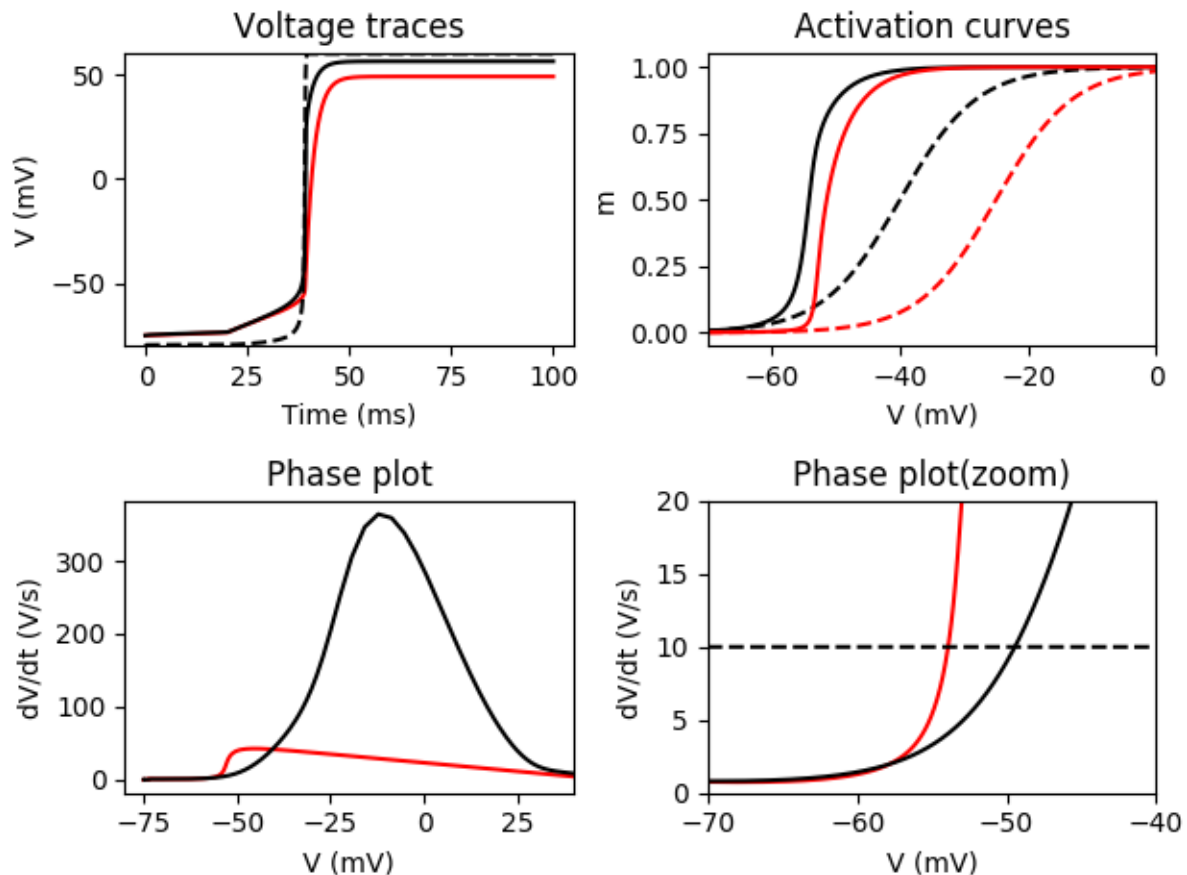 Voltage traces
50
0
−50
V (mV)
0
25
50
75
100
Time (ms)
Activation curves
1.00
0.75
0.50
0.25
0.00
m
−60
−40
−20
0
V (mV)
Phase plot
300
200
100
0
dV/dt (V/s)
−75
−50
−25
0
25
V (mV)
Phase plot(zoom)
20
15
10
5
0
dV/dt (V/s)
−70
−60
−50
−40
V (mV)